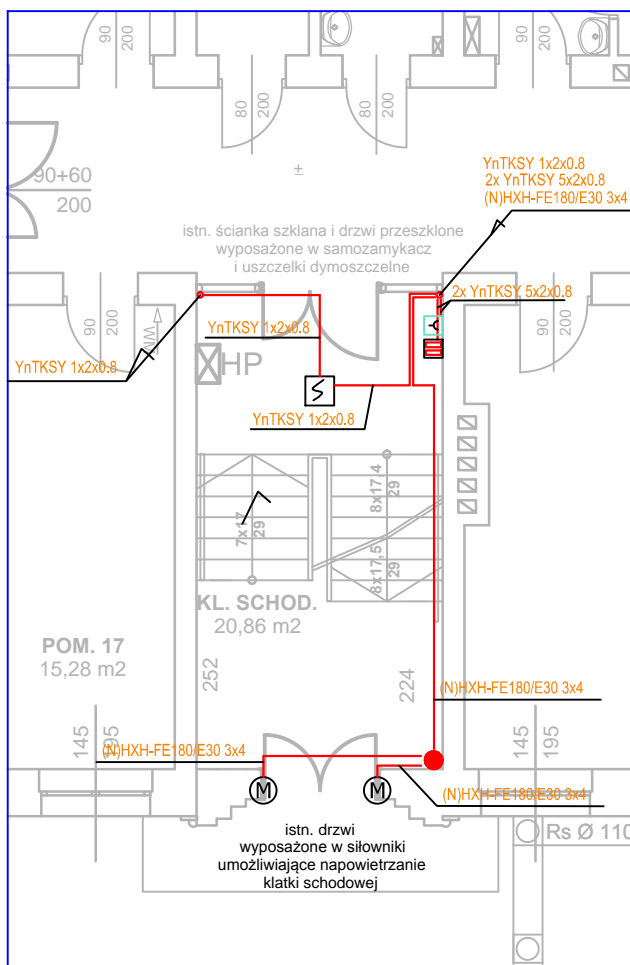 90
200
80
200
80
200
90
200
90+60
200
±
YnTKSY 1x2x0.8
2x YnTKSY 5x2x0.8
(N)HXH-FE180/E30 3x4
istn. ścianka szklana i drzwi przeszklone
wyposażone w samozamykacz
i uszczelki dymoszczelne
2x YnTKSY 5x2x0.8
90
200
YnTKSY 1x2x0.8
90
200
YnTKSY 1x2x0.8
HP
YnTKSY 1x2x0.8
7x17
29
8x17,4
29
8x17,5
29
KL. SCHOD.
20,86 m2
POM. 17
15,28 m2
252
224
(N)HXH-FE180/E30 3x4
145
195
(N)HXH-FE180/E30 3x4
145
195
M
M
(N)HXH-FE180/E30 3x4
istn. drzwi
wyposażone w siłowniki
umożliwiające napowietrzanie
klatki schodowej
Rs Ø 110